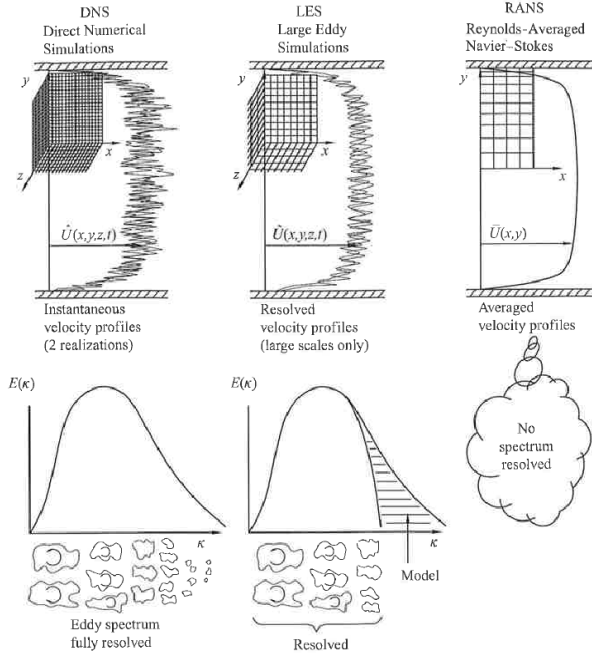 DNS
Direct Numerical
Simulations
y
x
z
Û(x,y,z,t)
Instantaneous
velocity profiles
(2 realizations)
LES
Large Eddy
Simulations
y
x
z
Û(x,y,z,t)
Resolved
velocity profiles
(large scales only)
RANS
Reynolds–Averaged
Navier–Stokes
y
x
Ū(x,y)
Averaged
velocity profiles
E(κ)
κ
Eddy spectrum
fully resolved
E(κ)
κ
Model
Resolved
No
spectrum
resolved